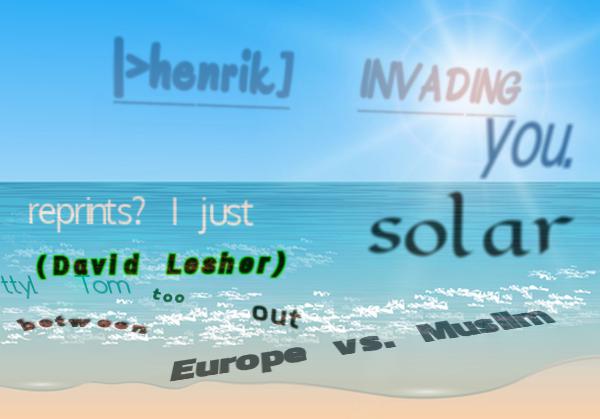 |>henrik]
INVADING
you.
reprints? I just
solar
(David Lesher)
ttyl Tom
too
between
out
Europe vs. Muslim